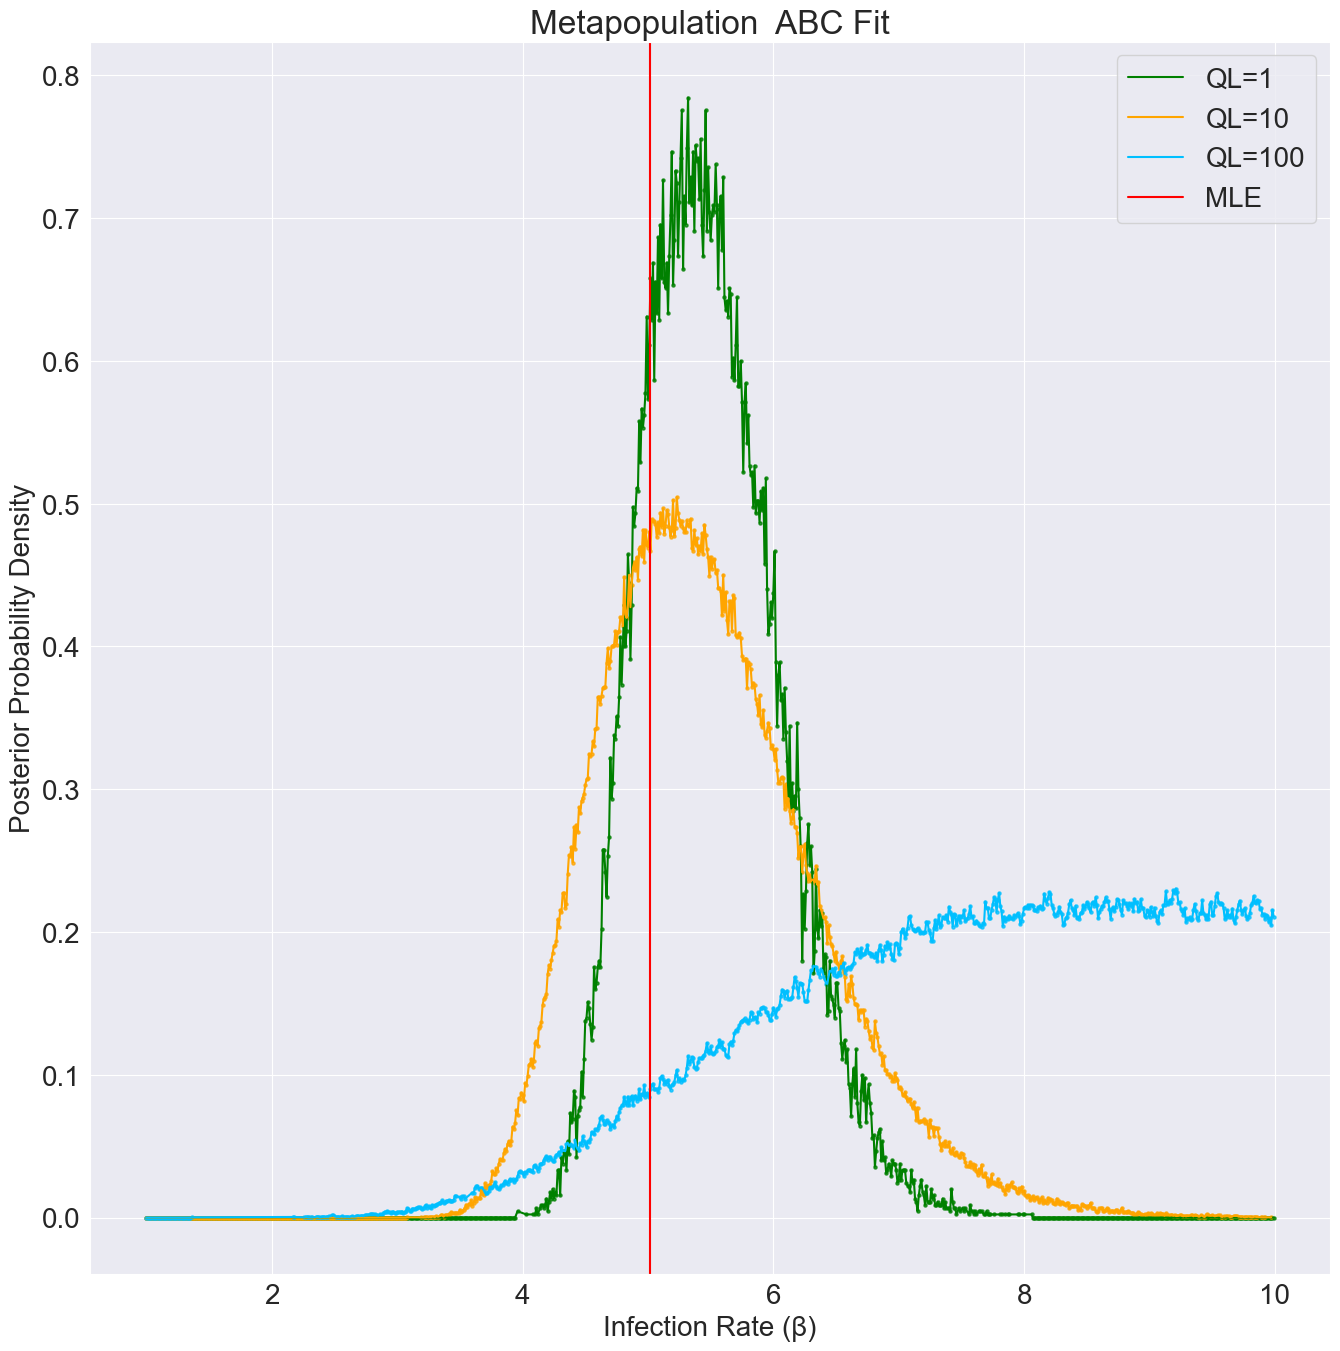 Metapopulation  ABC Fit
QL=1
QL=10
QL=100
MLE
Posterior Probability Density
0.8
0.7
0.6
0.5
0.4
0.3
0.2
0.1
0.0
2 4 6 8 10
Infection Rate (β)